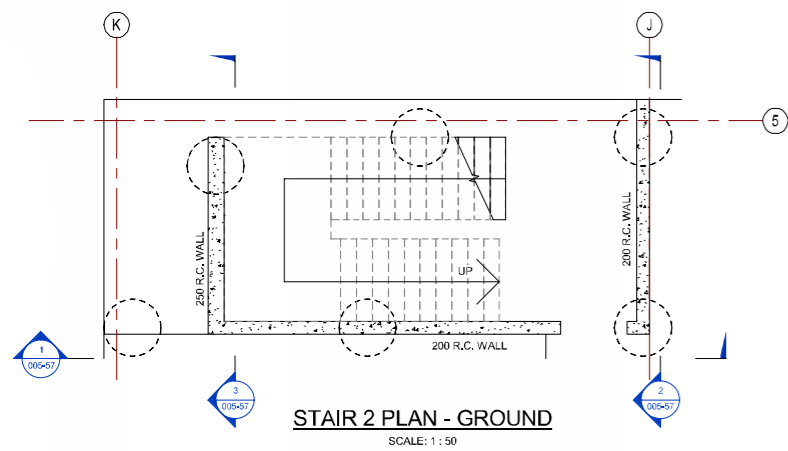 K
J
5
250 R.C. WALL
200 R.C. WALL
UP
200 R.C. WALL
1
005-57
3
005-57
2
005-57
STAIR 2 PLAN - GROUND
SCALE: 1 : 50